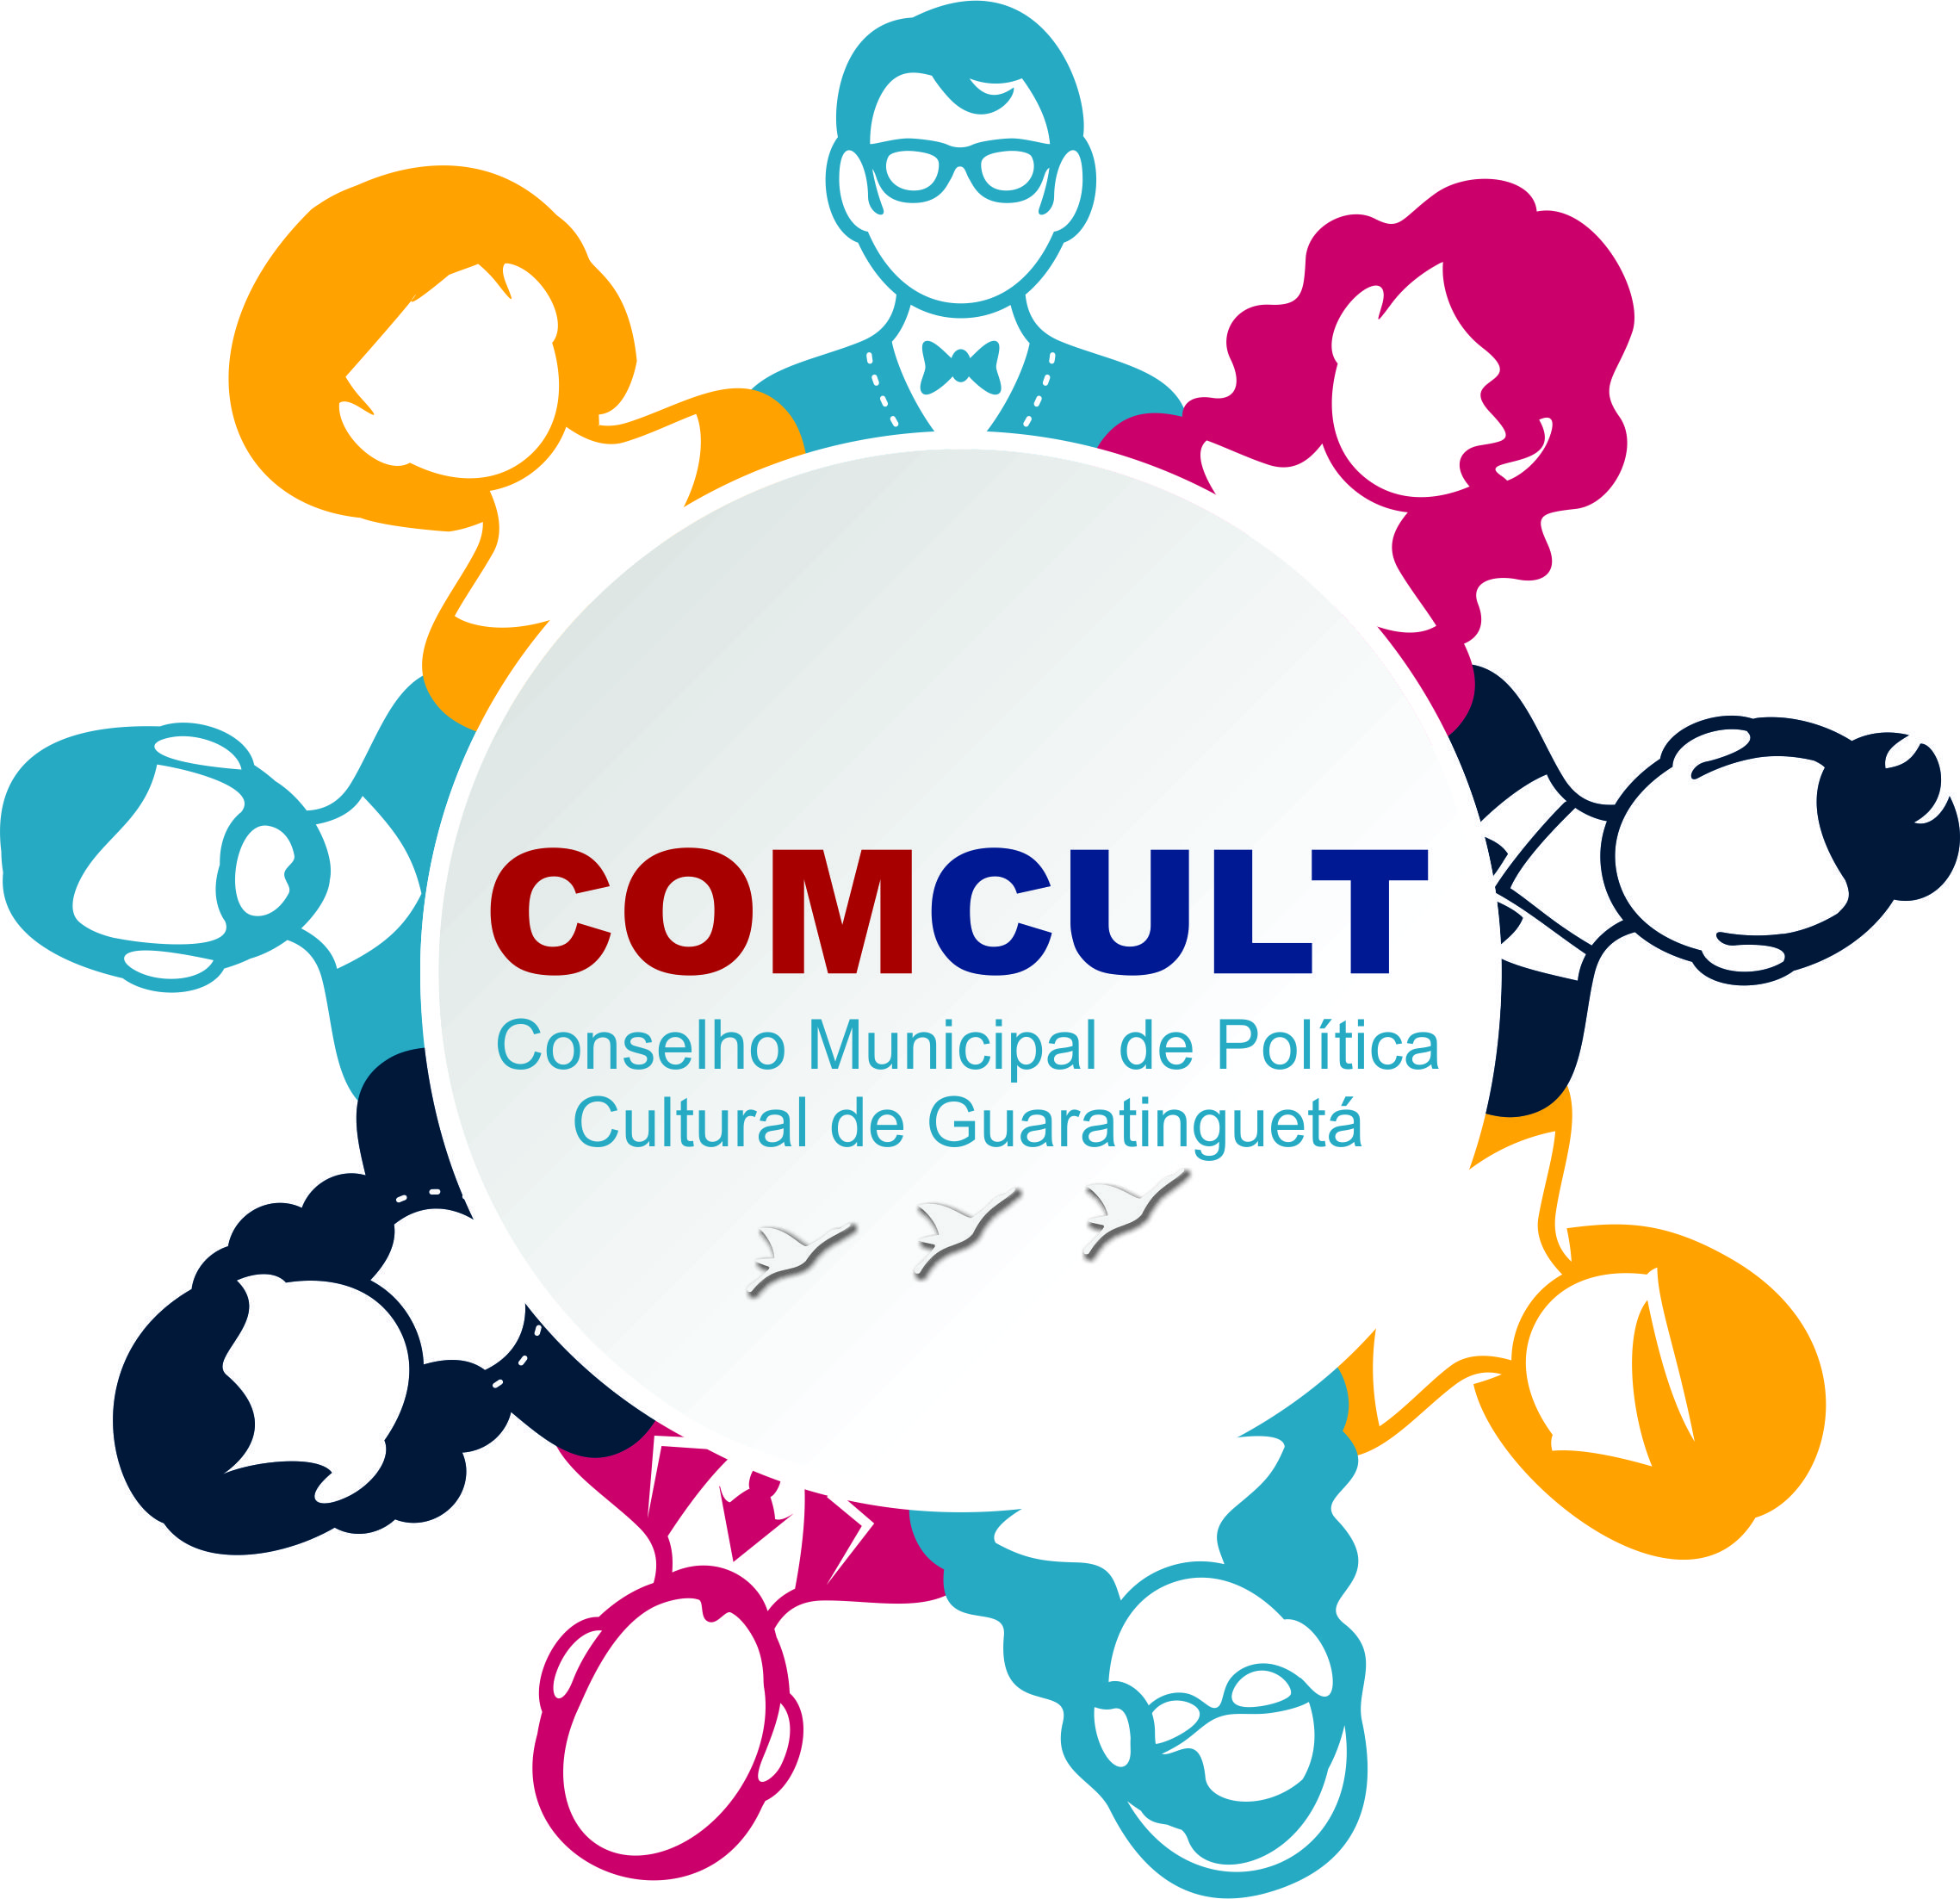 COMCULT
Conselho Municipal de Política
Cultural de Guaratinguetá